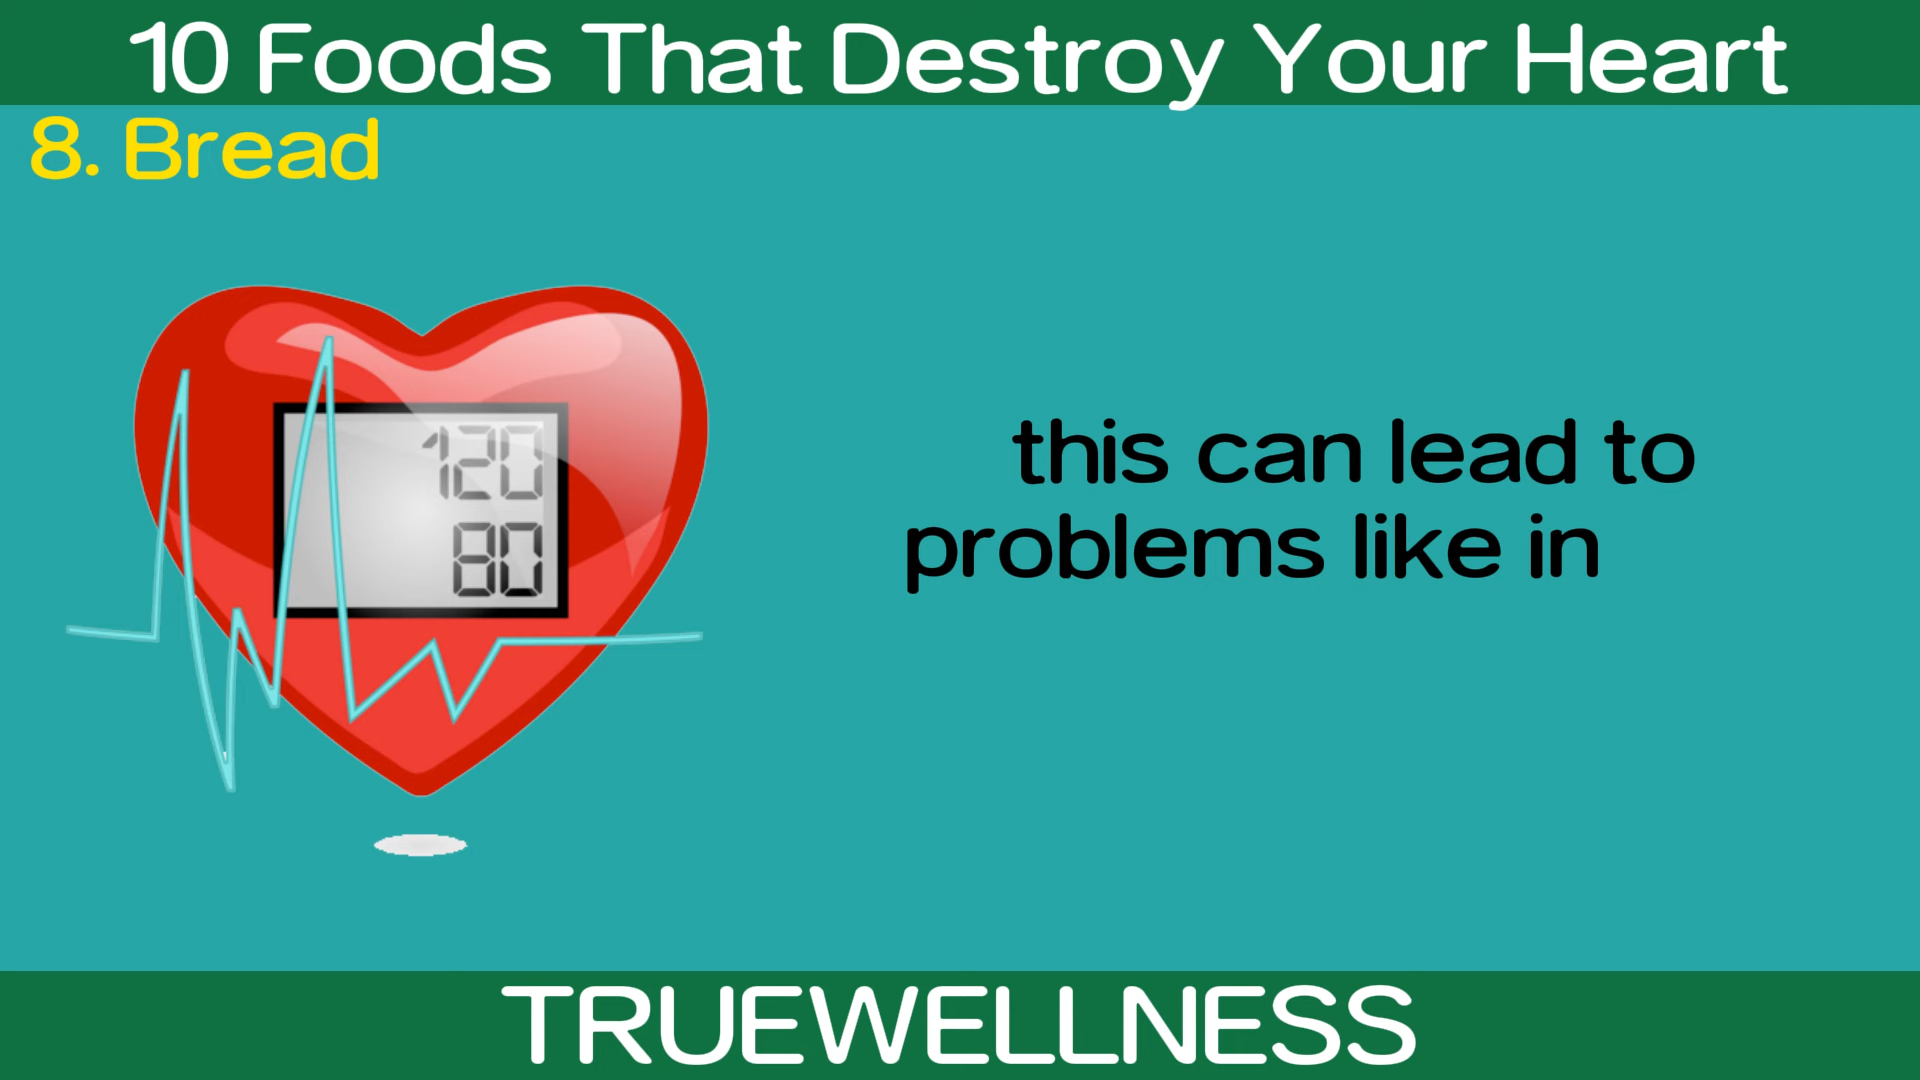 10 Foods That Destroy Your Heart
8. Bread
120
80
this can lead to
problems like in
TRUEWELLNESS